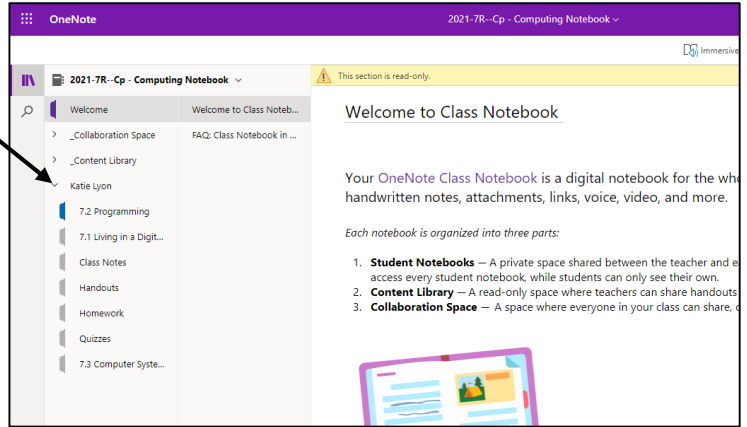 OneNote
2021-7R--Cp - Computing Notebook
Immersive
2021-7R--Cp - Computing Notebook
This section is read-only.
Welcome
_Collaboration Space
_Content Library
Katie Lyon
7.2 Programming
7.1 Living in a Digit...
Class Notes
Handouts
Homework
Quizzes
7.3 Computer Syste...
Welcome to Class Noteb...
FAQ: Class Notebook in ...
Welcome to Class Notebook
Your OneNote Class Notebook is a digital notebook for the who
handwritten notes, attachments, links, voice, video, and more.
Each notebook is organized into three parts:
1. Student Notebooks — A private space shared between the teacher and e
access every student notebook, while students can only see their own.
2. Content Library — A read-only space where teachers can share handouts
3. Collaboration Space — A space where everyone in your class can share,